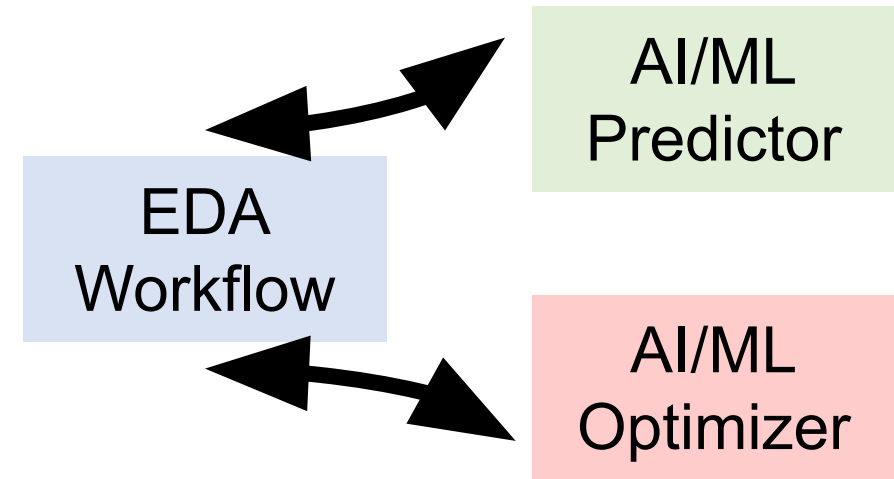 AI/ML
Predictor
EDA
Workflow
AI/ML
Optimizer